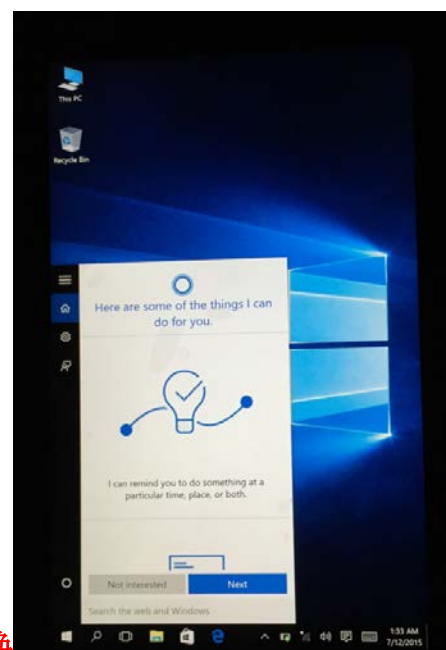 This PC
Recycle Bin
Here are some of the things I can
do for you.
I can remind you to do something at a
particular time, place, or both.
Not interested
Next
Search the web and Windows
1:33 AM
7/12/2015